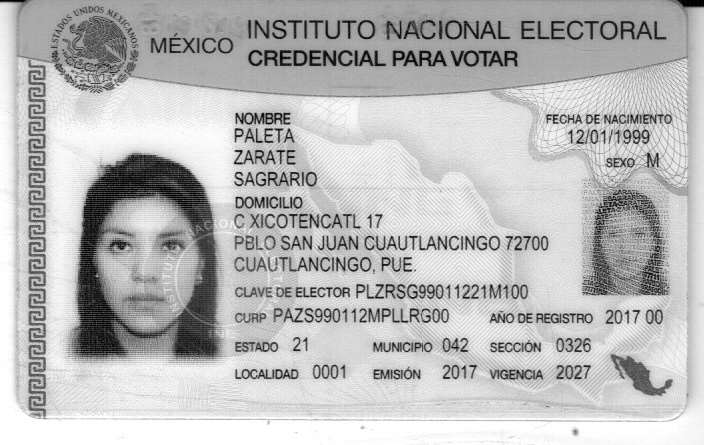 ESTADOS UNIDOS MEXICANOS
MÉXICO INSTITUTO NACIONAL ELECTORAL
CREDENCIAL PARA VOTAR
NOMBRE
PALETA
ZARATE
SAGRARIO
FECHA DE NACIMIENTO
12/01/1999
SEXO M
DOMICILIO
C XICOTENCATL 17
PBLO SAN JUAN CUAUTLANCINGO 72700
CUAUTLANCINGO, PUE.
CLAVE DE ELECTOR PLZRSG99011221M100
CURP PAZS990112MPLLRG00 AÑO DE REGISTRO 2017 00
ESTADO 21 MUNICIPIO 042 SECCIÓN 0326
LOCALIDAD 0001 EMISIÓN 2017 VIGENCIA 2027